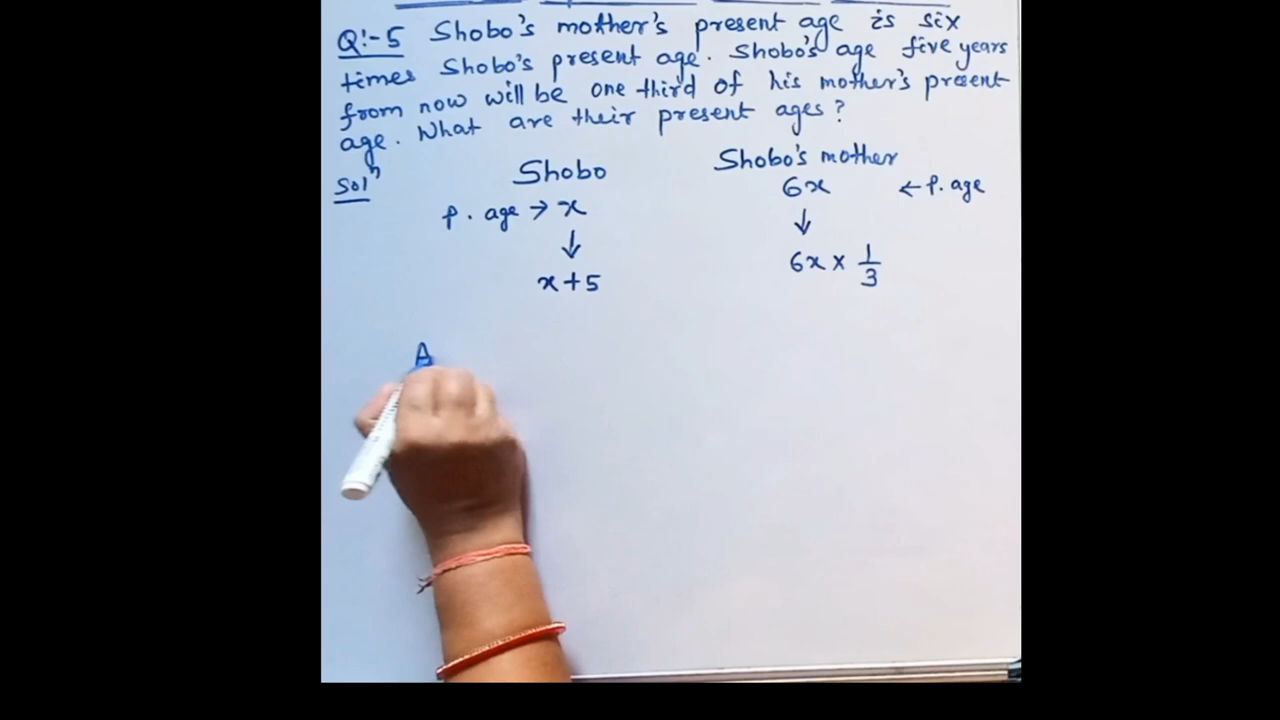 Q:-5 Shobo's mother's present age is six
times Shobo's present age. Shobo's age five years
from now will be one third of his mother's present
age. What are their present ages?
Solⁿ
Shobo
Shobo's mother
p. age → x
6x ← p. age
↓
↓
x+5
6x × 1/3
A